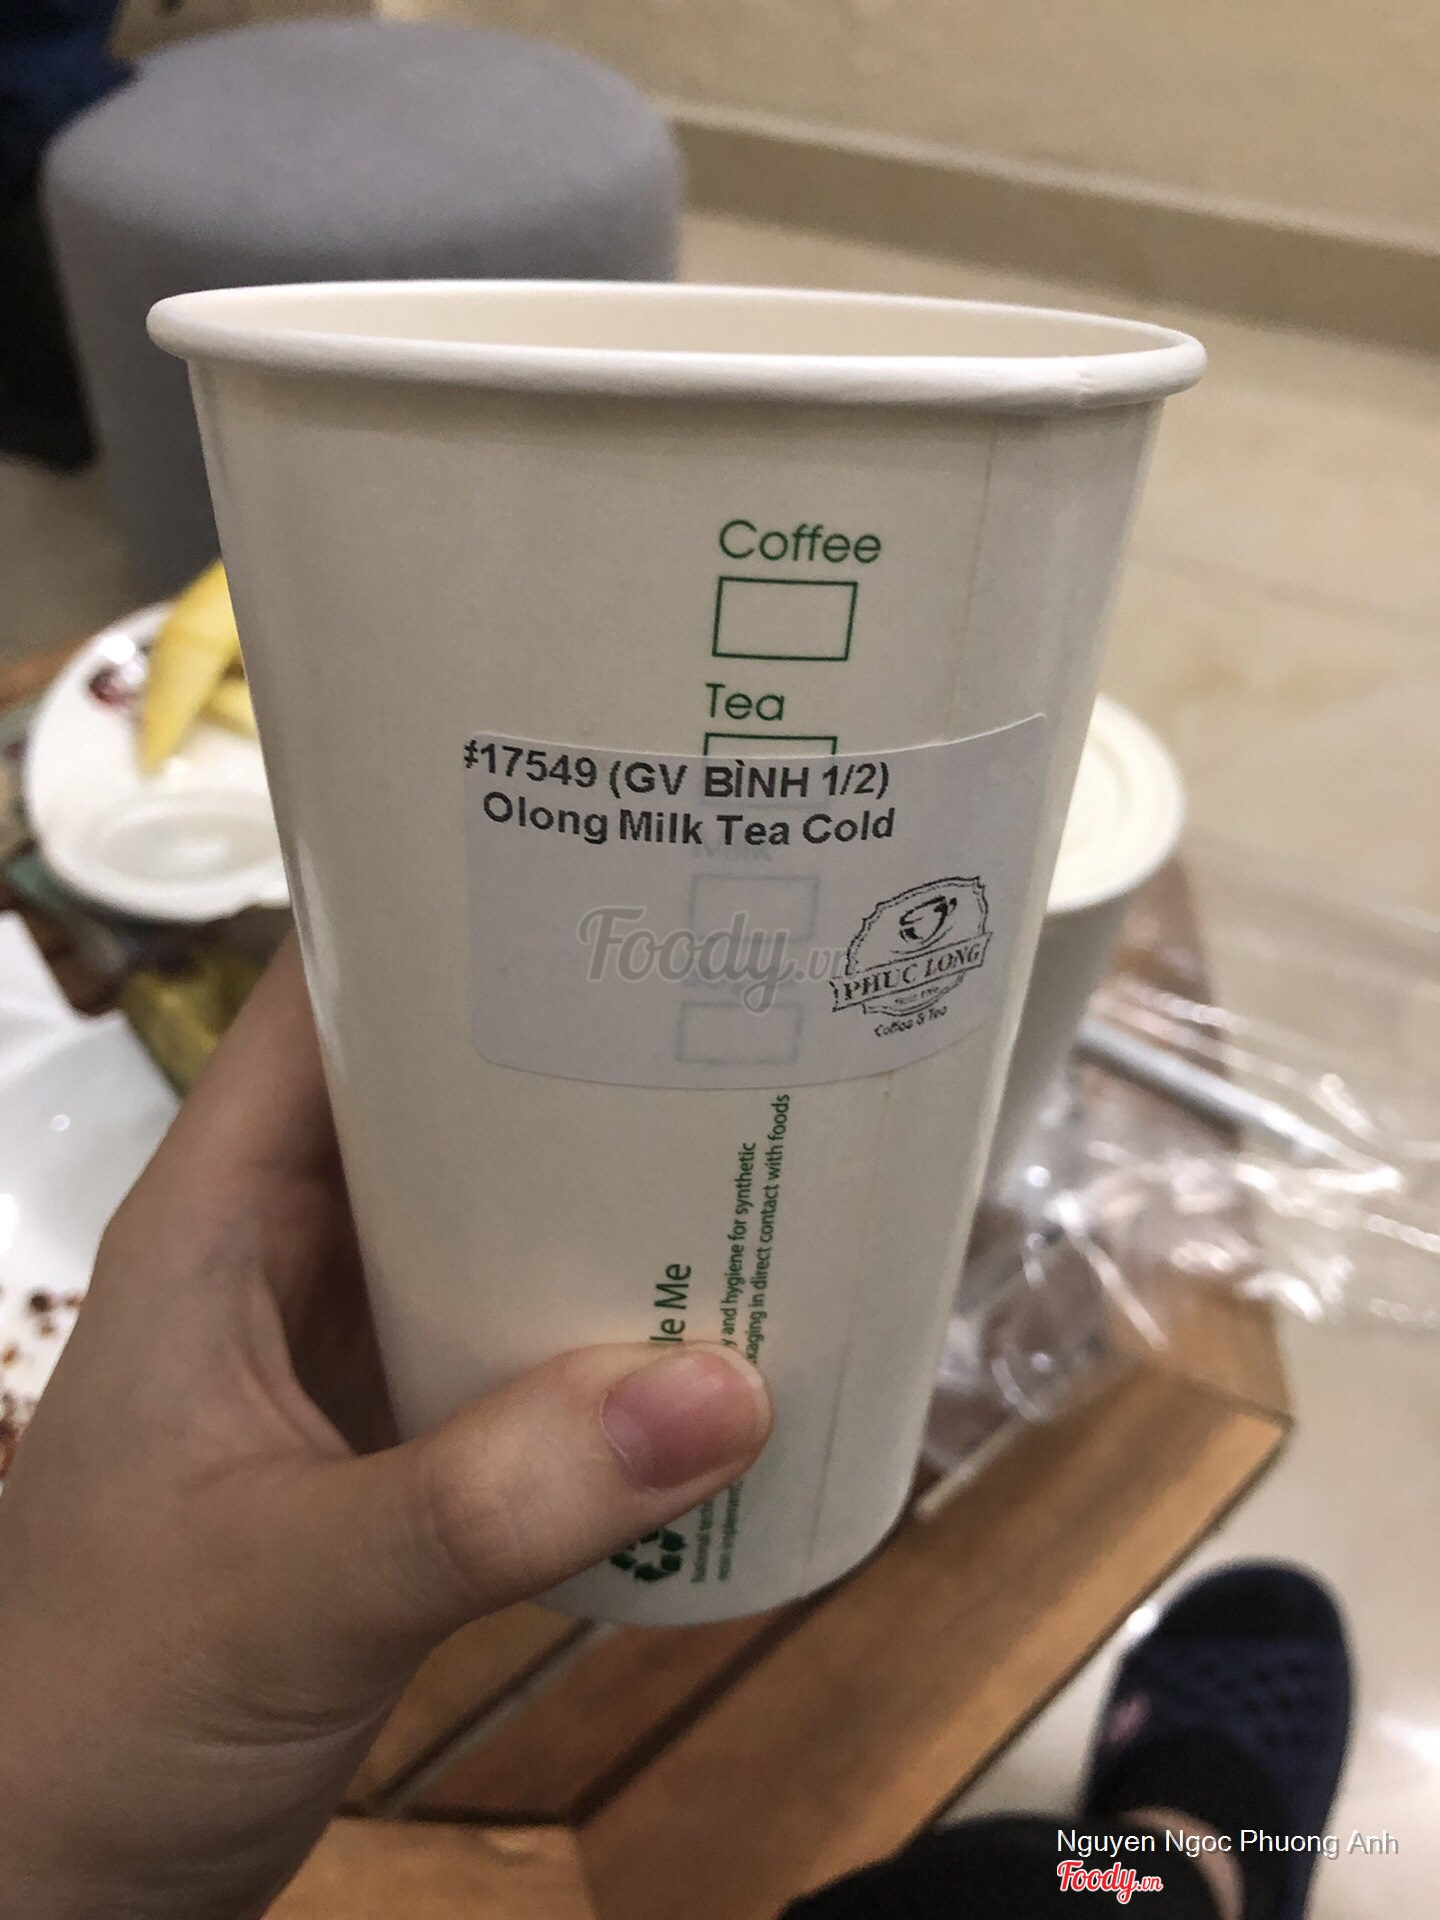 Coffee
Tea
#17549 (GV BÌNH 1/2)
Olong Milk Tea Cold
Foody.vn
PHUC LONG
Coffee & Tea
le Me
y and hygiene for synthetic
kaging in direct contact with foods
Nguyen Ngoc Phuong Anh
Foody.vn